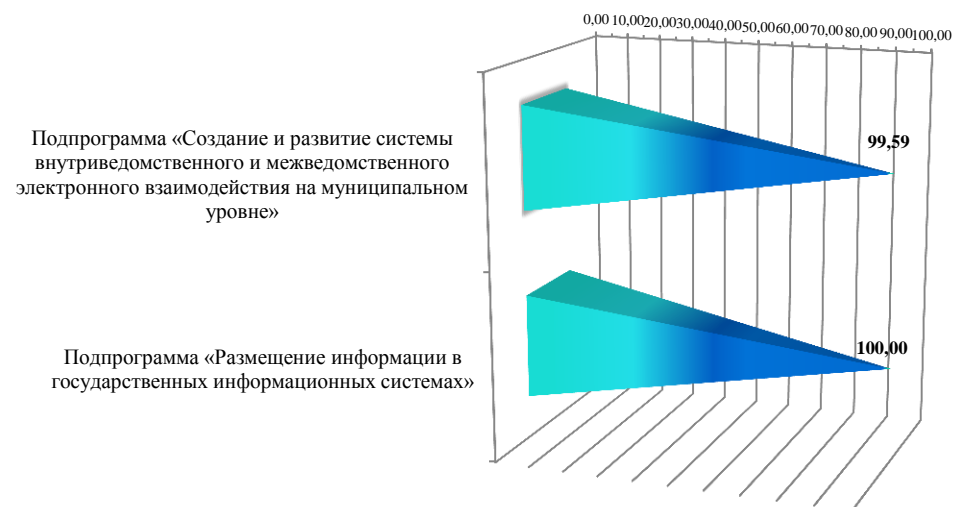 0,00 10,00 20,00 30,00 40,00 50,00 60,00 70,00 80,00 90,00 100,00
Подпрограмма «Создание и развитие системы
внутриведомственного и межведомственного
электронного взаимодействия на муниципальном
уровне»
99,59
Подпрограмма «Размещение информации в
государственных информационных системах»
100,00